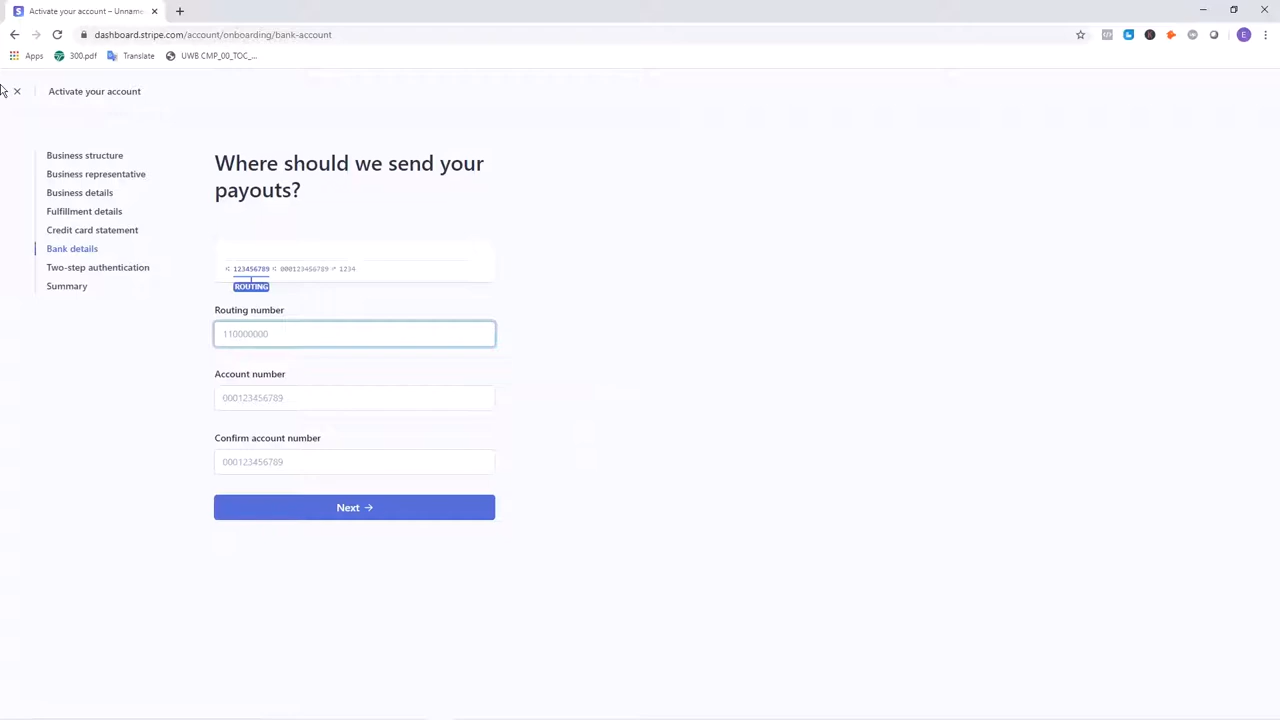 Activate your account – Unname
dashboard.stripe.com/account/onboarding/bank-account
E
Apps
300.pdf
Translate
UWB CMP_00_TOC_...
Activate your account
Business structure
Business representative
Business details
Fulfillment details
Credit card statement
Bank details
Two-step authentication
Summary
Where should we send your
payouts?
⑆ 123456789 ⑆ 000123456789 ⑈ 1234
ROUTING
Routing number
110000000
Account number
000123456789
Confirm account number
000123456789
Next →